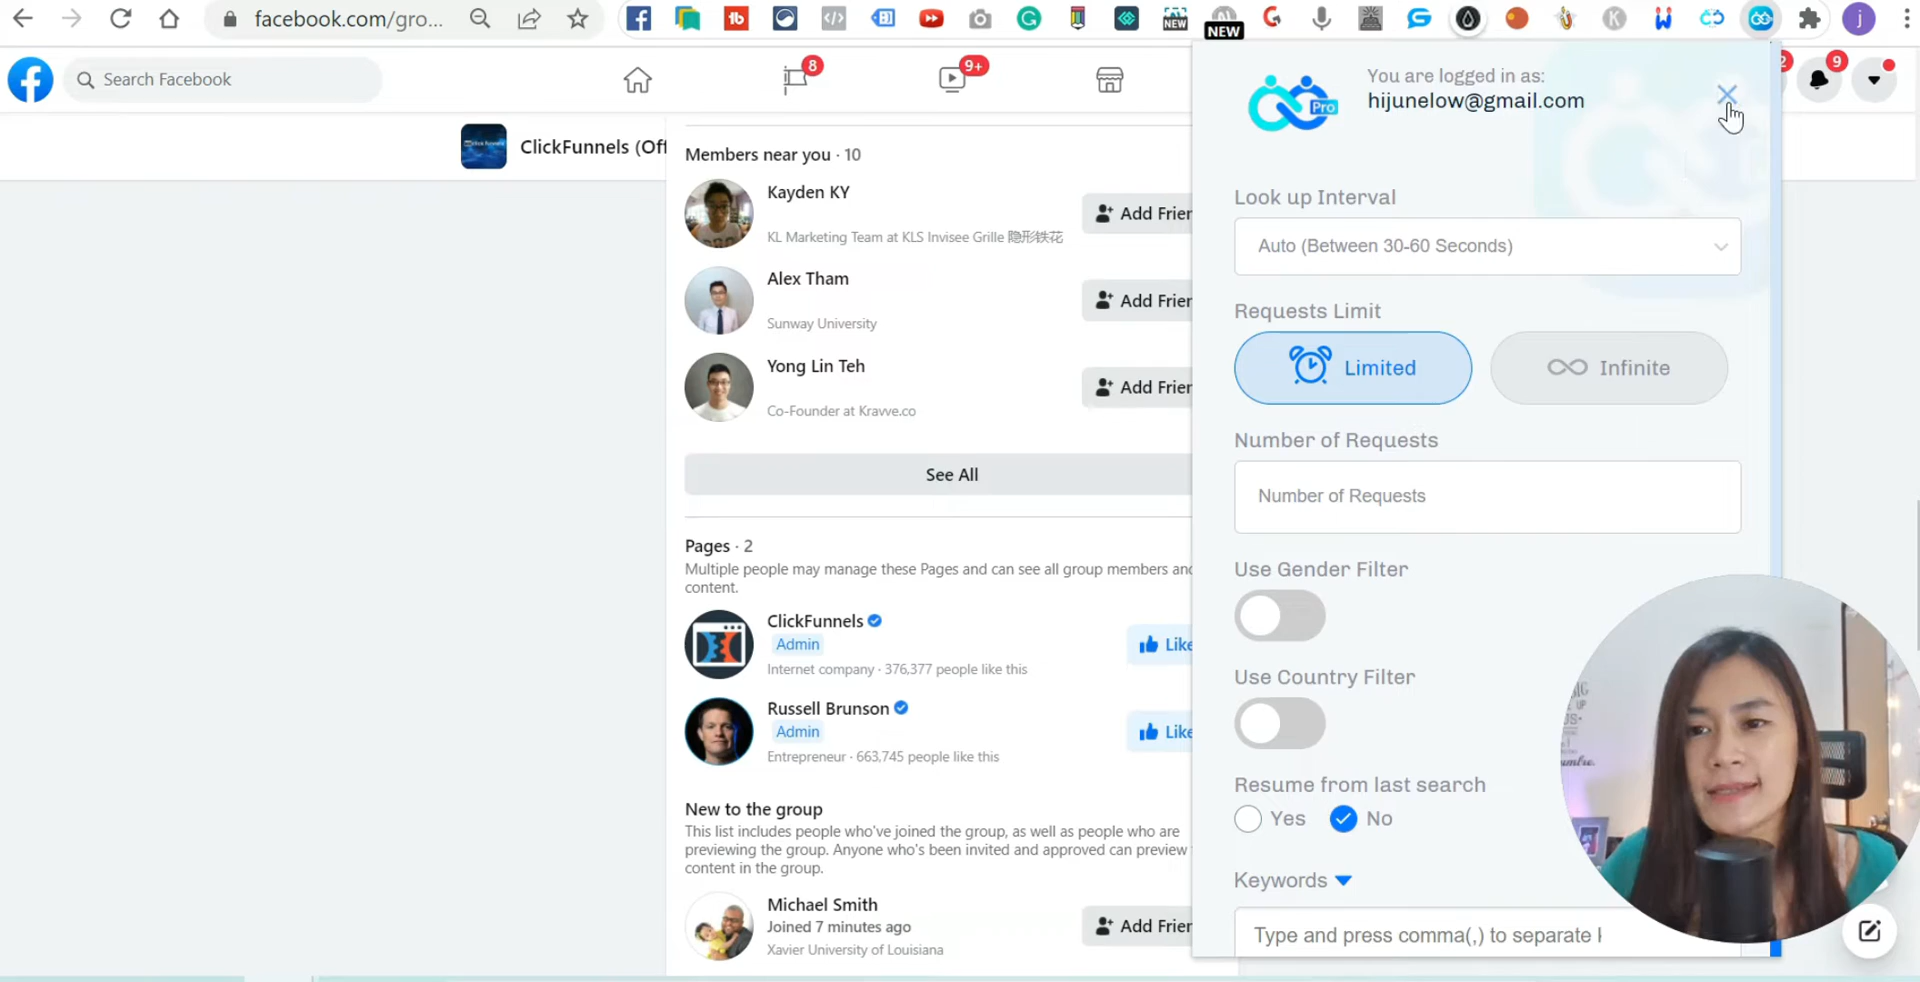 facebook.com/gro...
NEW
NEW
Search Facebook
8
9+
2
9
j
ClickFunnels (Off
Members near you · 10
Kayden KY
KL Marketing Team at KLS Invisee Grille 隐形铁花
Add Frier
Alex Tham
Sunway University
Add Frier
Yong Lin Teh
Co-Founder at Kravve.co
Add Frier
See All
Pages · 2
Multiple people may manage these Pages and can see all group members and
content.
ClickFunnels
Admin
Internet company · 376,377 people like this
Like
Russell Brunson
Admin
Entrepreneur · 663,745 people like this
Like
New to the group
This list includes people who've joined the group, as well as people who are
previewing the group. Anyone who's been invited and approved can preview
content in the group.
Michael Smith
Joined 7 minutes ago
Xavier University of Louisiana
Add Frier
Pro
You are logged in as:
hijunelow@gmail.com
Look up Interval
Auto (Between 30-60 Seconds)
Requests Limit
Limited
Infinite
Number of Requests
Number of Requests
Use Gender Filter
Use Country Filter
Resume from last search
Yes
No
Keywords
Type and press comma(,) to separate